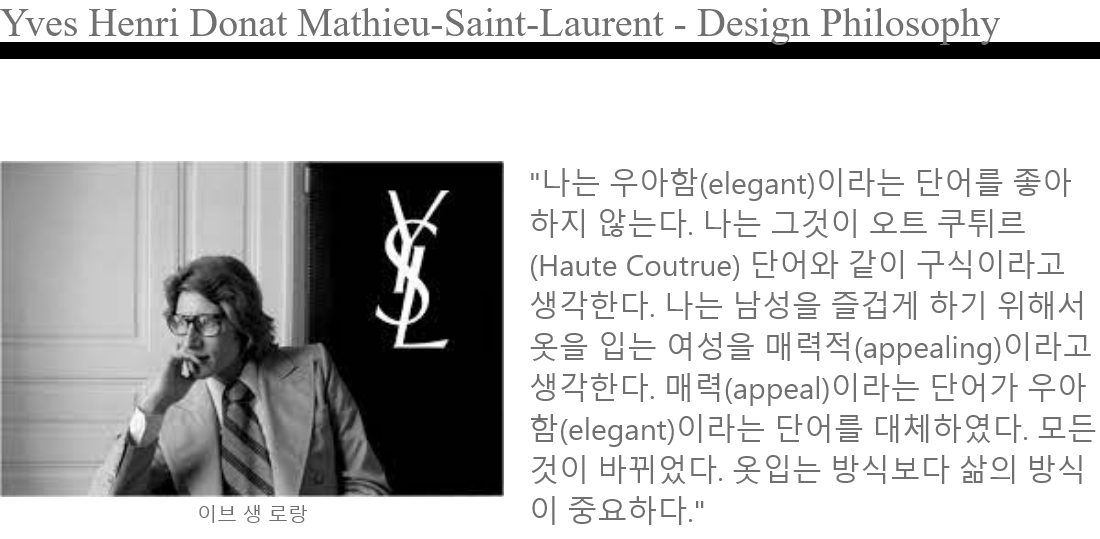 Yves Henri Donat Mathieu-Saint-Laurent - Design Philosophy
YSL
이브 생 로랑
"나는 우아함(elegant)이라는 단어를 좋아
하지 않는다. 나는 그것이 오트 쿠튀르
(Haute Coutrue) 단어와 같이 구식이라고
생각한다. 나는 남성을 즐겁게 하기 위해서
옷을 입는 여성을 매력적(appealing)이라고
생각한다. 매력(appeal)이라는 단어가 우아
함(elegant)이라는 단어를 대체하였다. 모든
것이 바뀌었다. 옷입는 방식보다 삶의 방식
이 중요하다."